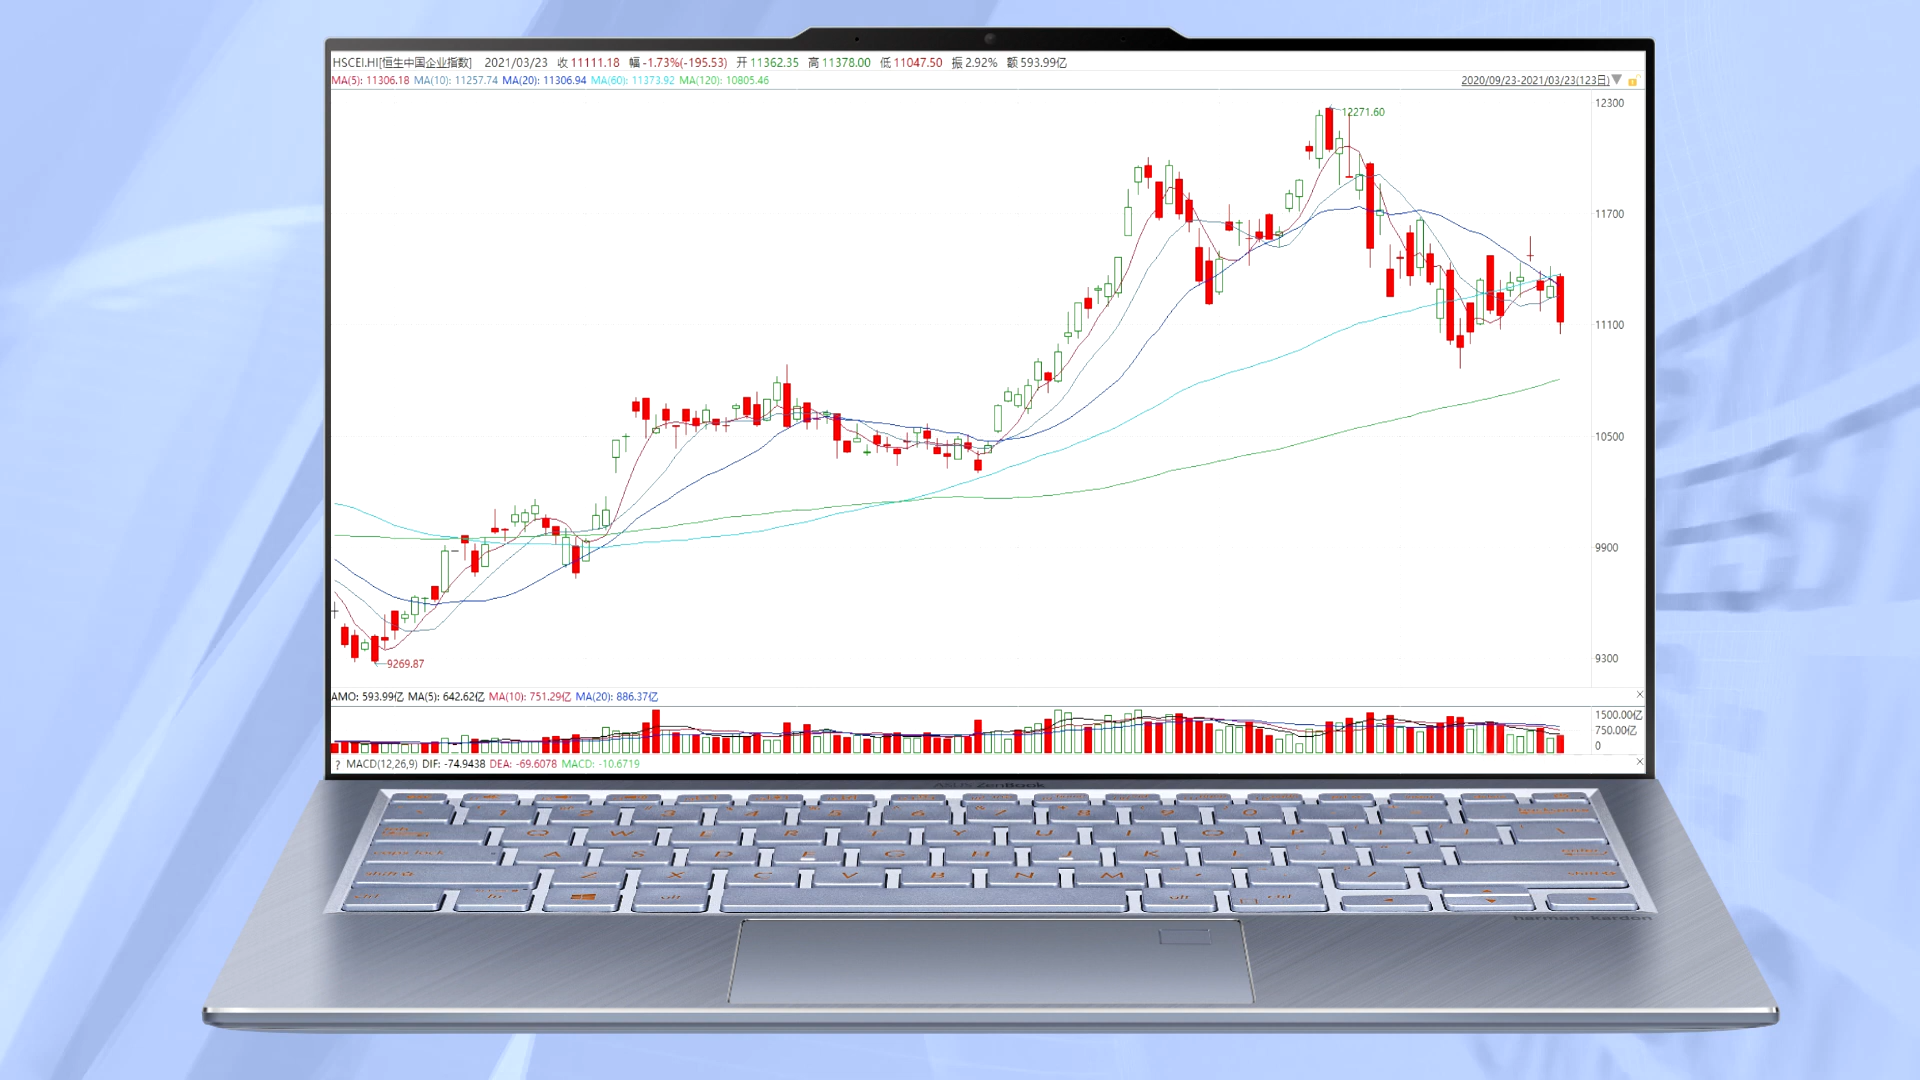 HSCEI.HI[恒生中国企业指数] 2021/03/23 收 11111.18 幅 -1.73%(-195.53) 开 11362.35 高 11378.00 低 11047.50 振 2.92% 额 593.99亿
MA(5): 11306.18 MA(10): 11257.74 MA(20): 11306.94 MA(60): 11373.92 MA(120): 10805.46
2020/09/23-2021/03/23(123日)
12300
12271.60
11700
11100
10500
9900
9300
9269.87
AMO: 593.99亿 MA(5): 642.62亿 MA(10): 751.29亿 MA(20): 886.37亿
1500.00亿
750.00亿
0
? MACD(12,26,9) DIF: -74.9438 DEA: -69.6078 MACD: -10.6719
ASUS ZenBook
harman kardon